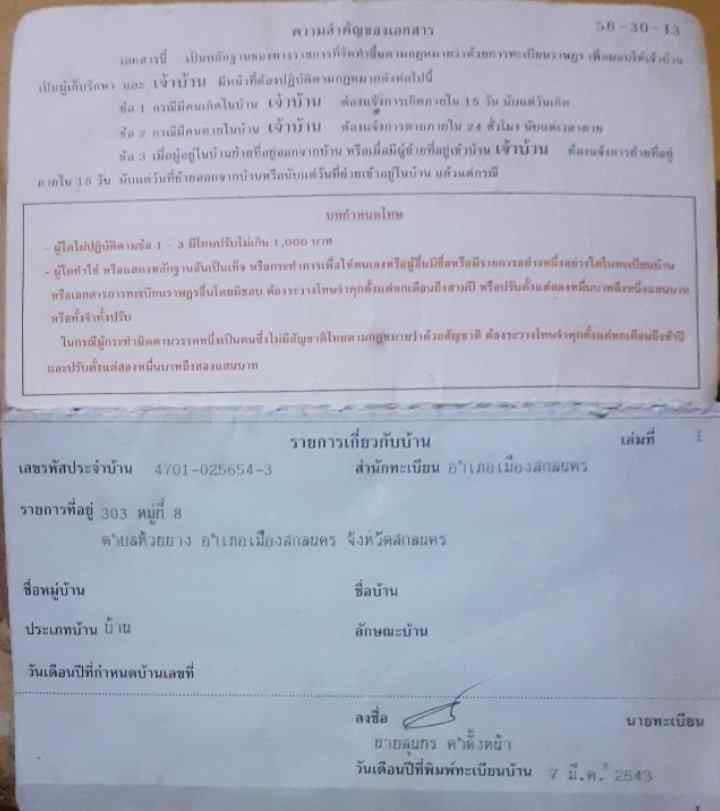 ความสำคัญของเอกสาร 56-30-13
เอกสารนี้ เป็นหลักฐานของทางราชการที่จัดทำขึ้นตามกฎหมายว่าด้วยการทะเบียนราษฎร เพื่อมอบให้เจ้าบ้าน
เป็นผู้เก็บรักษา และ เจ้าบ้าน มีหน้าที่ต้องปฏิบัติตามกฎหมายดังต่อไปนี้
ข้อ 1 กรณีมีคนเกิดในบ้าน เจ้าบ้าน ต้องแจ้งการเกิดภายใน 15 วัน นับแต่วันเกิด
ข้อ 2 กรณีมีคนตายในบ้าน เจ้าบ้าน ต้องแจ้งการตายภายใน 24 ชั่วโมง นับแต่เวลาตาย
ข้อ 3 เมื่อผู้อยู่ในบ้านย้ายที่อยู่ออกจากบ้าน หรือเมื่อมีผู้ย้ายที่อยู่เข้าบ้าน เจ้าบ้าน ต้องแจ้งการย้ายที่อยู่
ภายใน 15 วัน นับแต่วันที่ย้ายออกจากบ้านหรือนับแต่วันที่ย้ายเข้าอยู่ในบ้าน แล้วแต่กรณี
บทกำหนดโทษ
- ผู้ใดไม่ปฏิบัติตามข้อ 1 - 3 มีโทษปรับไม่เกิน 1,000 บาท
- ผู้ใดทำ ใช้ หรือแสดงหลักฐานอันเป็นเท็จ หรือกระทำการเพื่อให้ตนเองหรือผู้อื่นมีชื่อหรือมีรายการอย่างหนึ่งอย่างใดในทะเบียนบ้าน
หรือเอกสารการทะเบียนราษฎรอื่นโดยมิชอบ ต้องระวางโทษจำคุกตั้งแต่หกเดือนถึงสามปี หรือปรับตั้งแต่สองหมื่นบาทถึงหนึ่งแสนบาท
หรือทั้งจำทั้งปรับ
ในกรณีผู้กระทำผิดตามวรรคหนึ่งเป็นคนซึ่งไม่มีสัญชาติไทยตามกฎหมายว่าด้วยสัญชาติ ต้องระวางโทษจำคุกตั้งแต่หกเดือนถึงห้าปี
และปรับตั้งแต่สองหมื่นบาทถึงสองแสนบาท
รายการเกี่ยวกับบ้าน เล่มที่ 1
เลขรหัสประจำบ้าน 4701-025654-3 สำนักทะเบียน อำเภอเมืองสกลนคร
รายการที่อยู่ 303 หมู่ที่ 8
ตำบลห้วยยาง อำเภอเมืองสกลนคร จังหวัดสกลนคร
ชื่อหมู่บ้าน ชื่อบ้าน
ประเภทบ้าน บ้าน ลักษณะบ้าน
วันเดือนปีที่กำหนดบ้านเลขที่
ลงชื่อ นายทะเบียน
วันเดือนปีที่พิมพ์ทะเบียนบ้าน 7 มี.ค. 2543